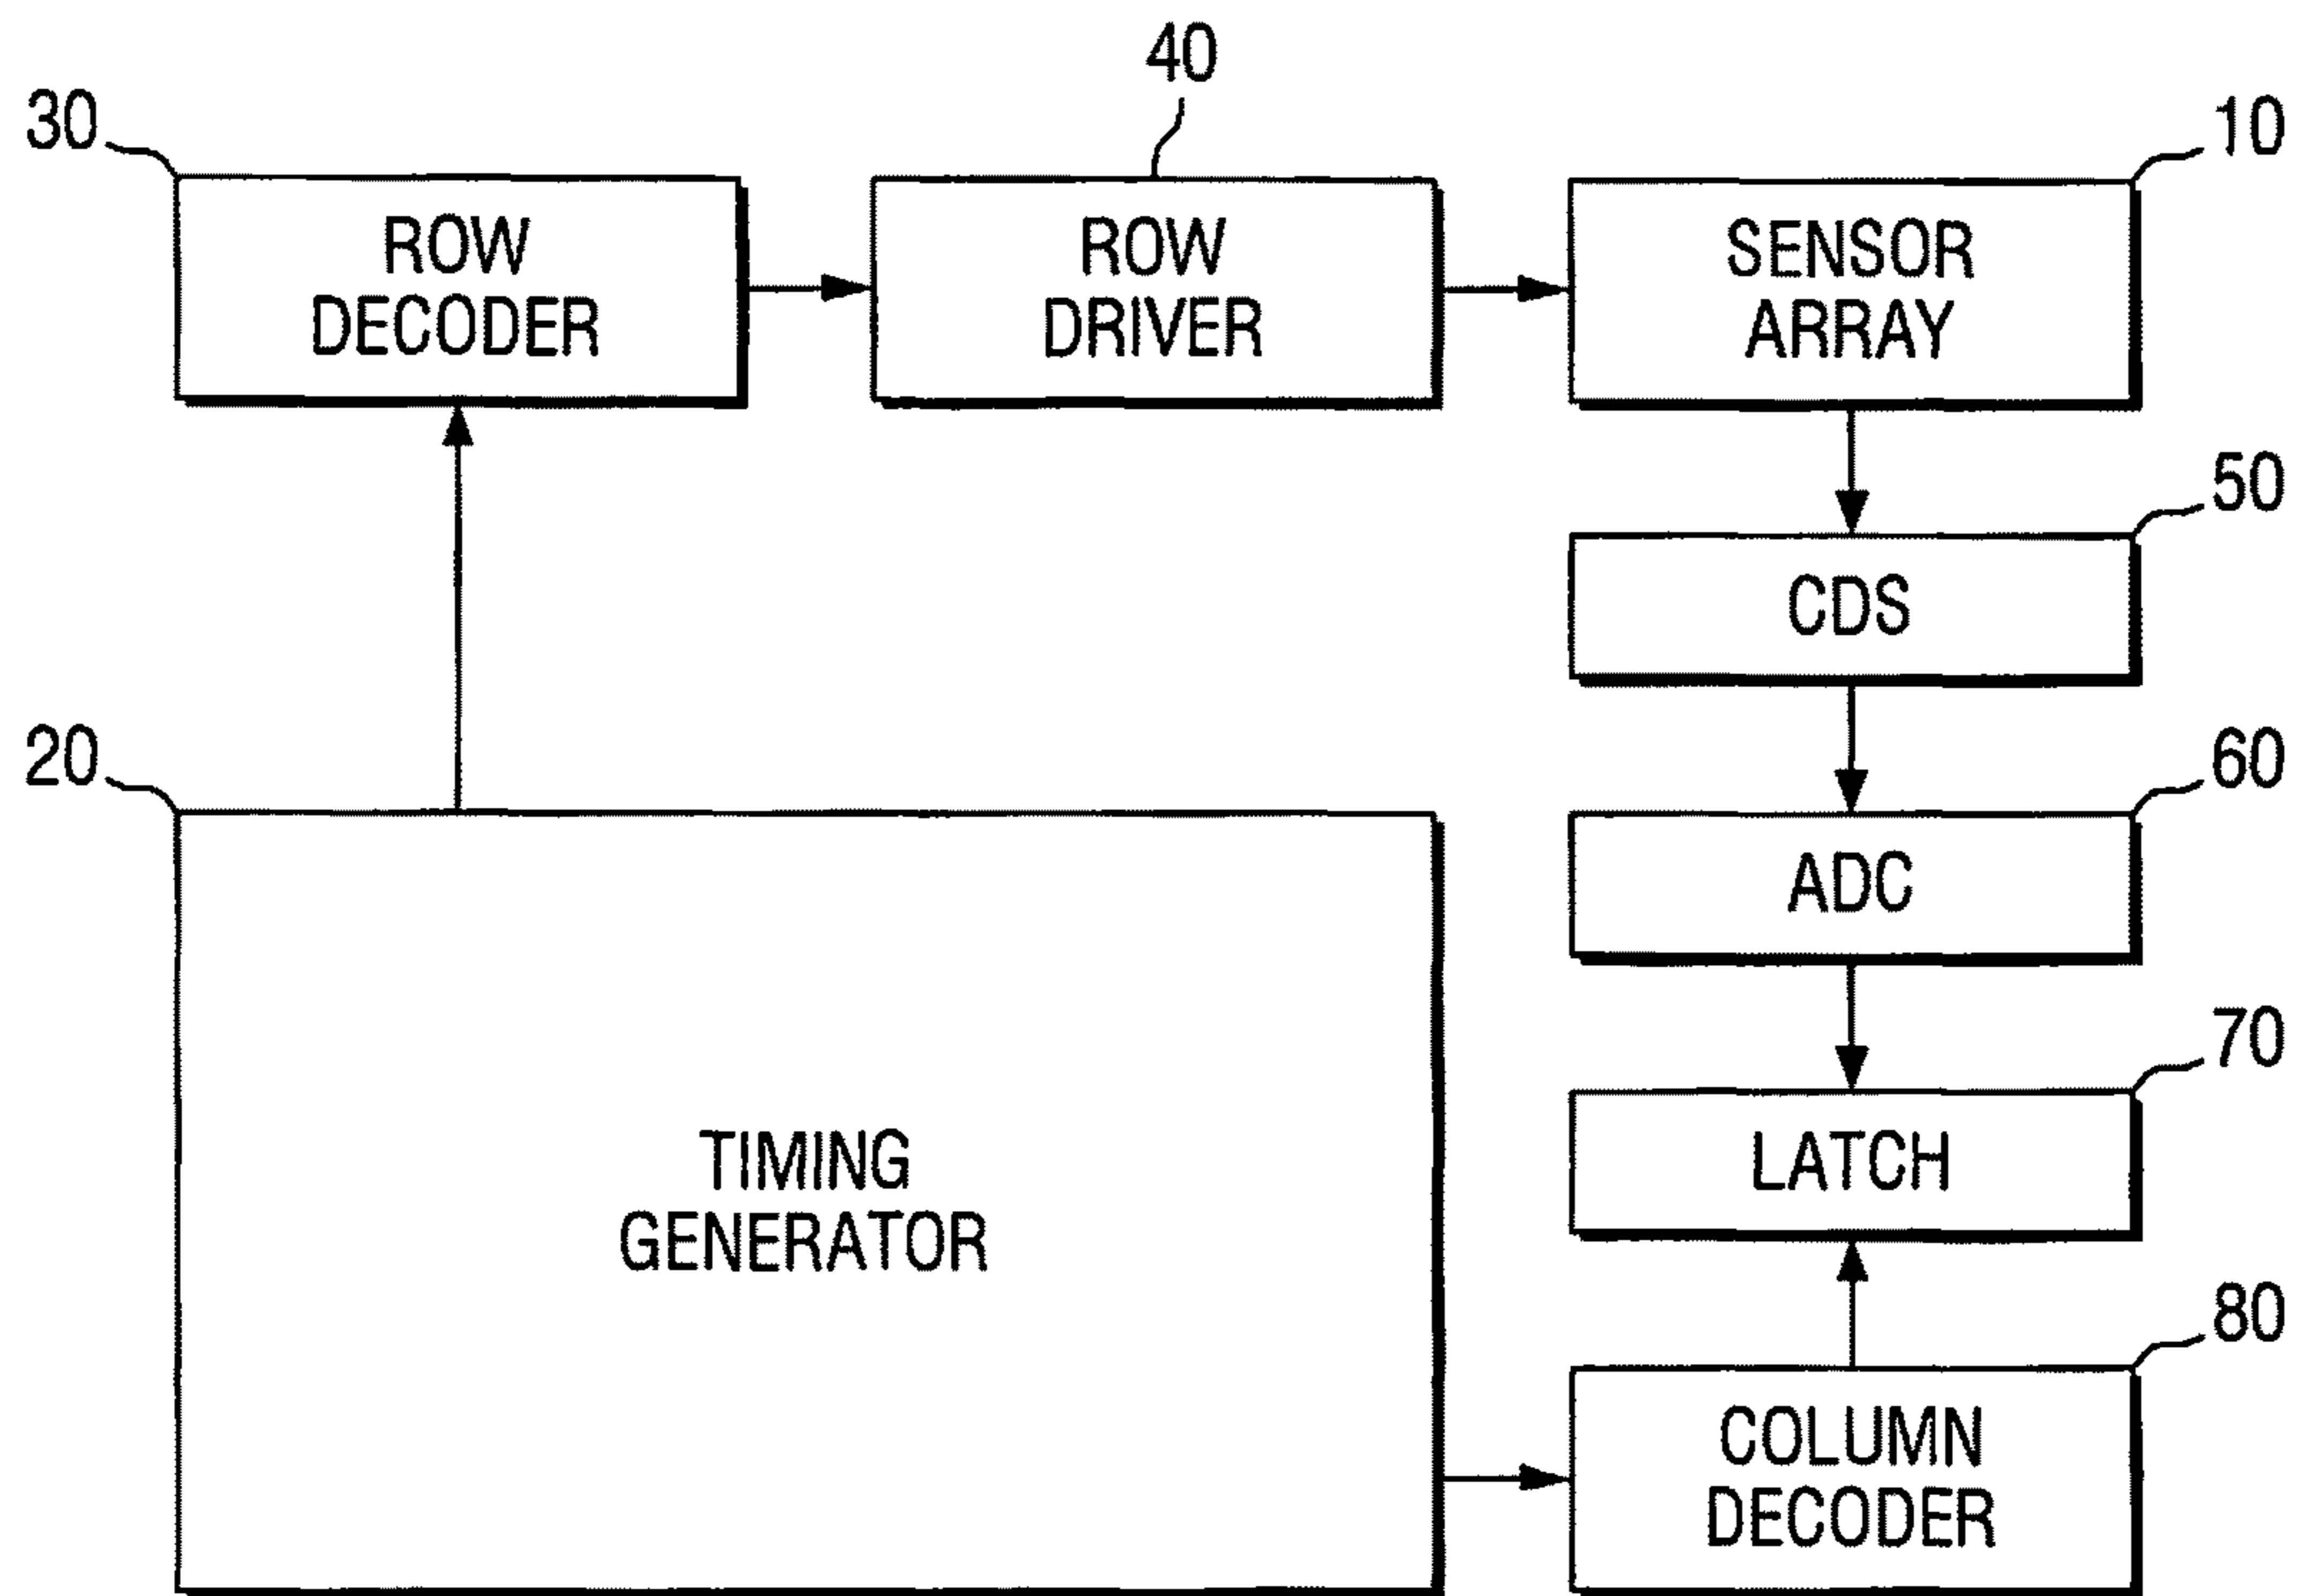 40
30
10
ROW
DECODER
ROW
DRIVER
SENSOR
ARRAY
50
CDS
20
60
ADC
70
TIMING
GENERATOR
LATCH
80
COLUMN
DECODER